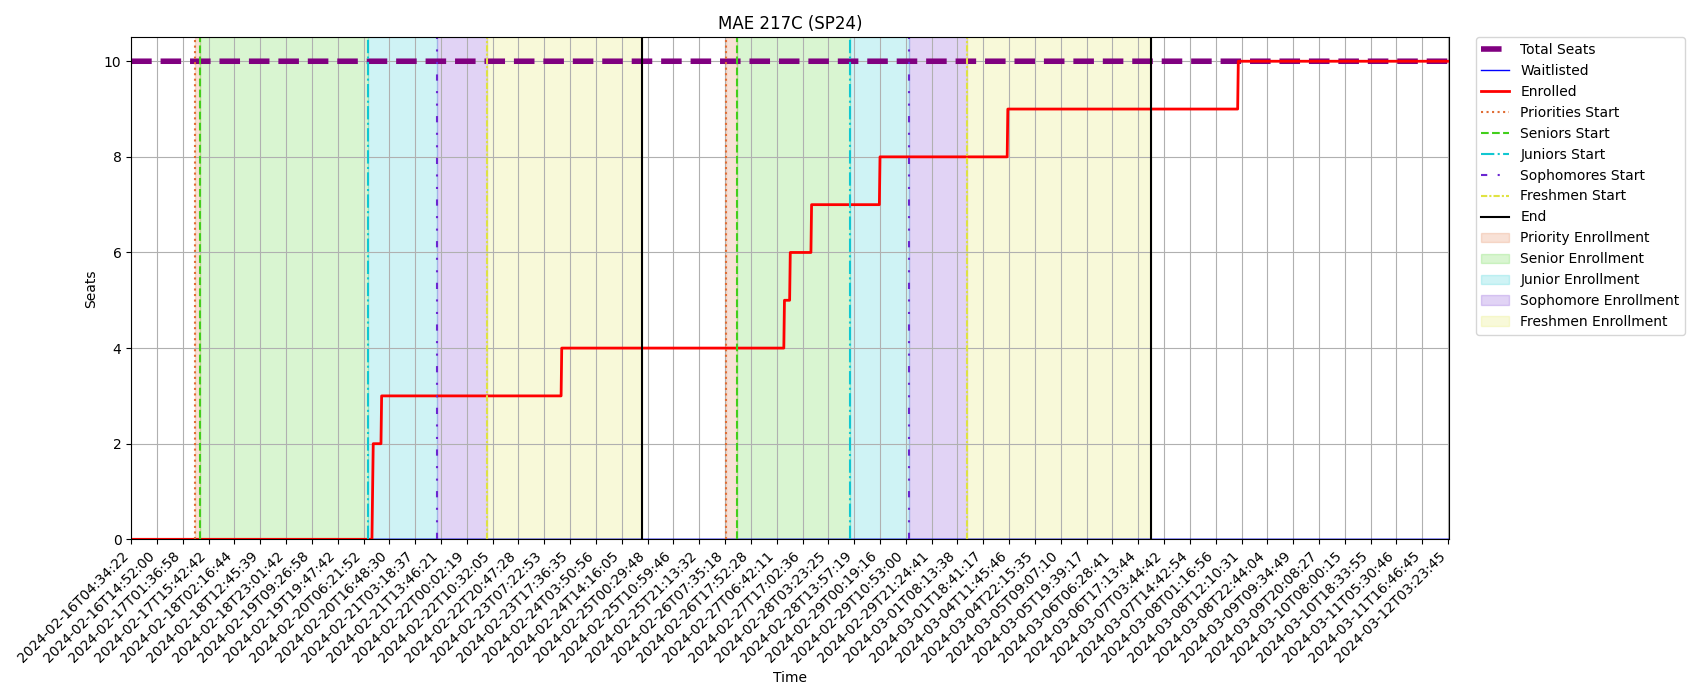 MAE 217C (SP24)
Seats
10
8
6
4
2
0
2024-02-16T04:34:22
2024-02-16T14:52:00
2024-02-17T01:36:58
2024-02-17T15:42:42
2024-02-18T02:16:44
2024-02-18T12:45:39
2024-02-18T23:01:42
2024-02-19T09:26:58
2024-02-19T19:47:42
2024-02-20T06:21:52
2024-02-20T16:48:30
2024-02-21T03:18:37
2024-02-21T13:46:21
2024-02-22T00:02:19
2024-02-22T10:32:05
2024-02-22T20:47:28
2024-02-23T07:22:53
2024-02-23T17:36:35
2024-02-24T03:50:56
2024-02-24T14:16:05
2024-02-25T00:29:48
2024-02-25T10:59:46
2024-02-25T21:13:32
2024-02-26T07:35:18
2024-02-26T17:52:28
2024-02-27T06:42:11
2024-02-27T17:02:36
2024-02-28T03:23:25
2024-02-28T13:57:19
2024-02-29T00:19:16
2024-02-29T10:53:00
2024-02-29T21:24:41
2024-03-01T08:13:38
2024-03-01T18:41:17
2024-03-04T11:45:46
2024-03-04T22:15:35
2024-03-05T09:07:10
2024-03-05T19:39:17
2024-03-06T06:28:41
2024-03-06T17:13:44
2024-03-07T03:44:42
2024-03-07T14:42:54
2024-03-08T01:16:56
2024-03-08T12:10:31
2024-03-08T22:44:04
2024-03-09T09:34:49
2024-03-09T20:08:27
2024-03-10T08:00:15
2024-03-10T18:33:55
2024-03-11T05:30:46
2024-03-11T16:46:45
2024-03-12T03:23:45
Time
Total Seats
Waitlisted
Enrolled
Priorities Start
Seniors Start
Juniors Start
Sophomores Start
Freshmen Start
End
Priority Enrollment
Senior Enrollment
Junior Enrollment
Sophomore Enrollment
Freshmen Enrollment